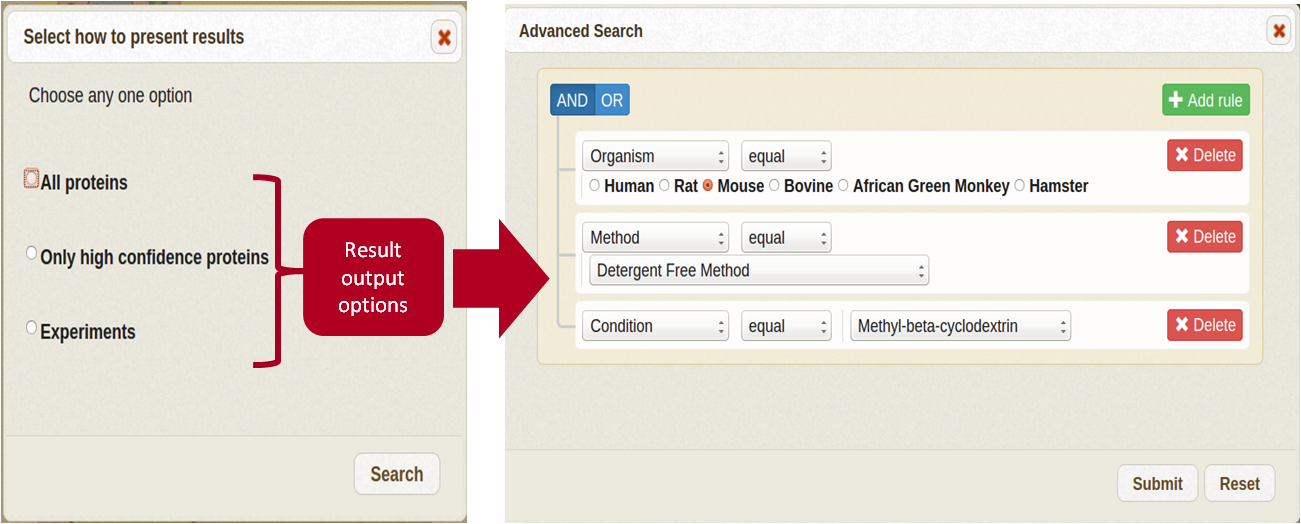 Select how to present results
Choose any one option
All proteins
Only high confidence proteins
Experiments
Search
Result
output
options
Advanced Search
AND OR
Add rule
Organism equal Delete
Human Rat Mouse Bovine African Green Monkey Hamster
Method equal Delete
Detergent Free Method
Condition equal Methyl-beta-cyclodextrin Delete
Submit Reset